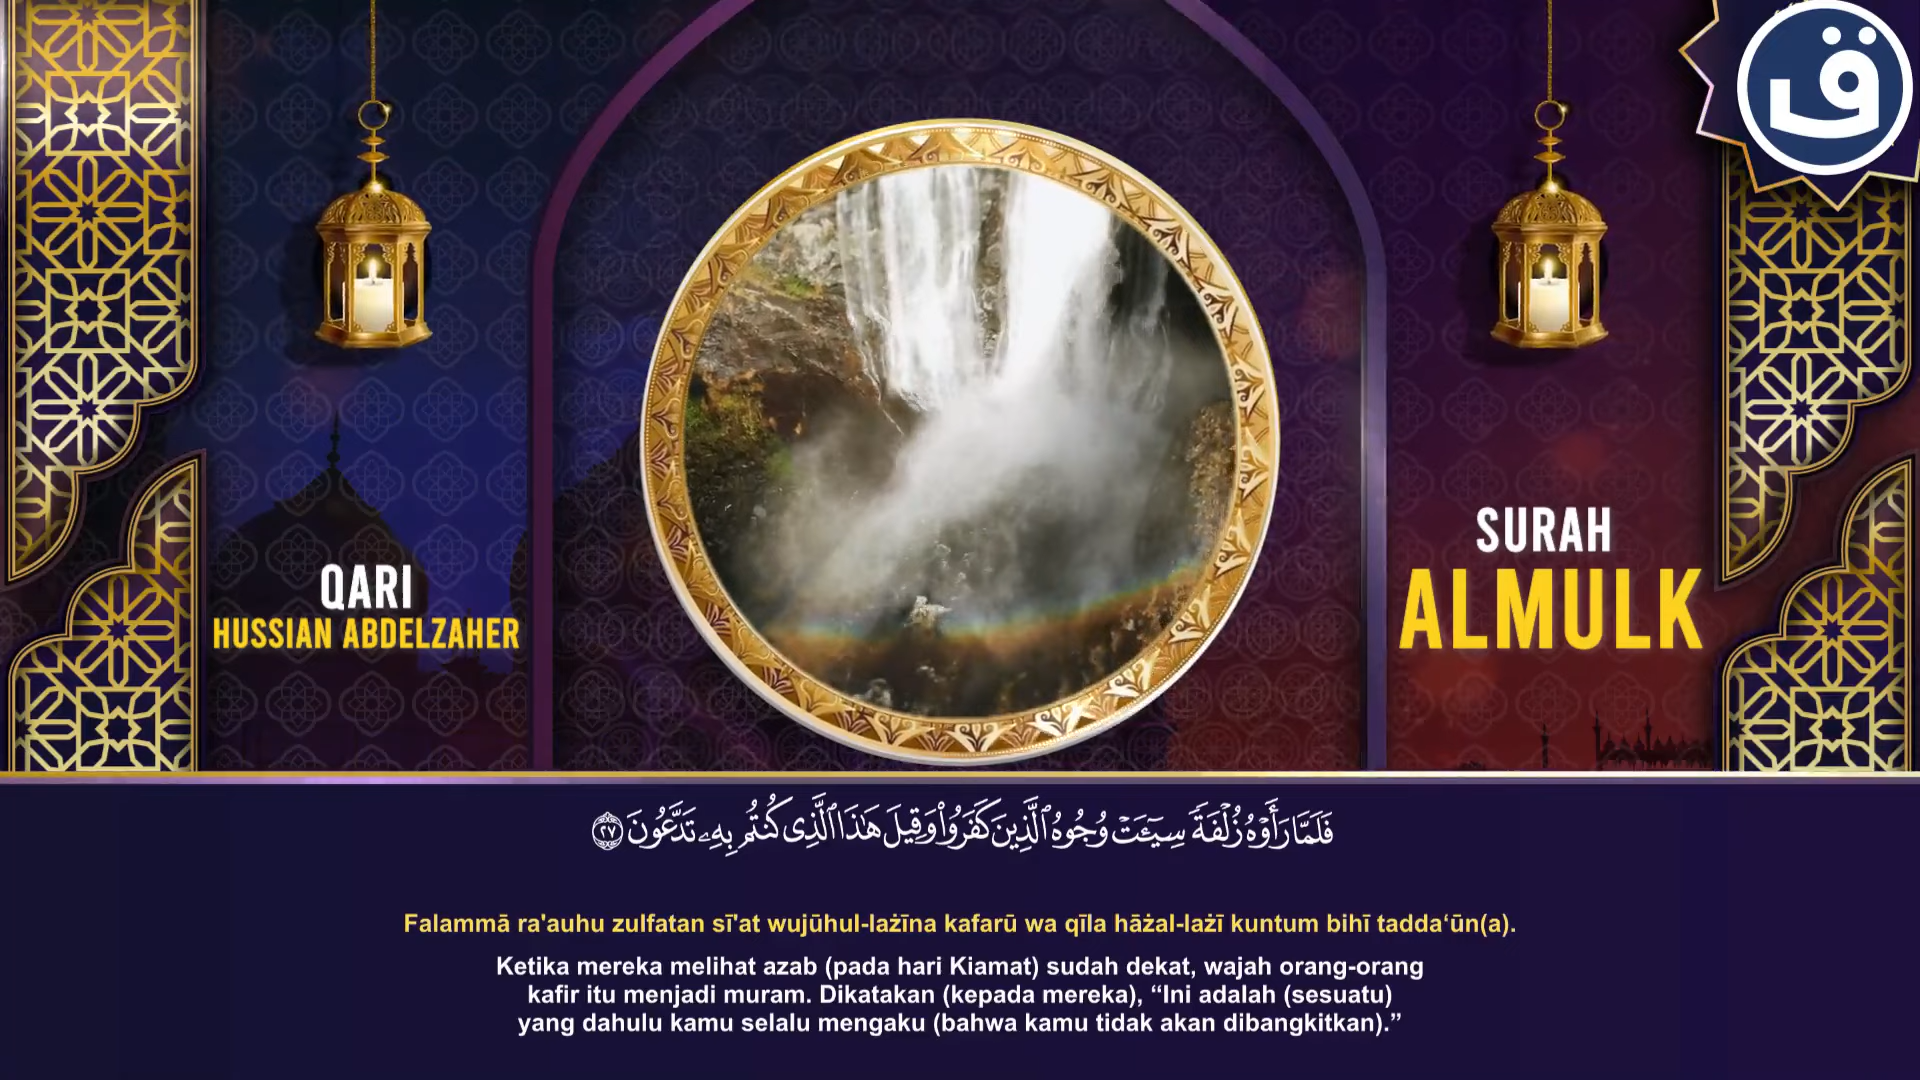 ق
QARI
HUSSIAN ABDELZAHER
SURAH
ALMULK
فَلَمَّا رَأَوْهُ زُلْفَةً سِيٓـَٔتْ وُجُوهُ ٱلَّذِينَ كَفَرُوا۟ وَقِيلَ هَـٰذَا ٱلَّذِى كُنتُم بِهِۦ تَدَّعُونَ ٢٧
Falammā ra'auhu zulfatan sī'at wujūhul-lażīna kafarū wa qīla hāżal-lażī kuntum bihī tadda‘ūn(a).
Ketika mereka melihat azab (pada hari Kiamat) sudah dekat, wajah orang-orang
kafir itu menjadi muram. Dikatakan (kepada mereka), “Ini adalah (sesuatu)
yang dahulu kamu selalu mengaku (bahwa kamu tidak akan dibangkitkan).”